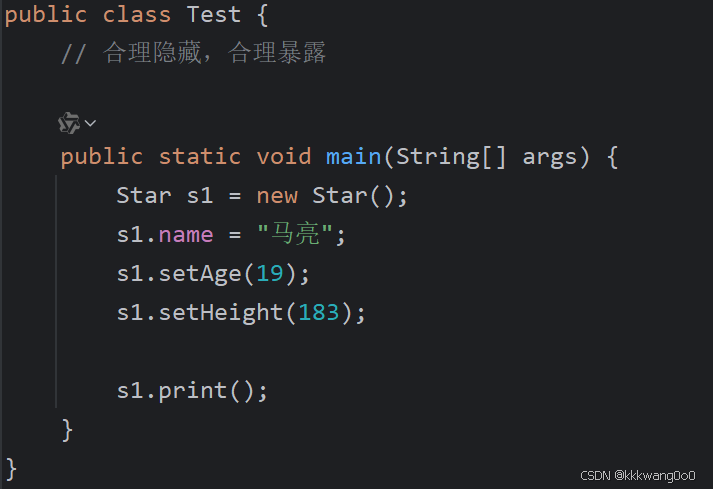 public class Test {
// 合理隐藏，合理暴露
public static void main(String[] args) {
Star s1 = new Star();
s1.name = "马亮";
s1.setAge(19);
s1.setHeight(183);
s1.print();
}
}
CSDN @kkkwang0o0